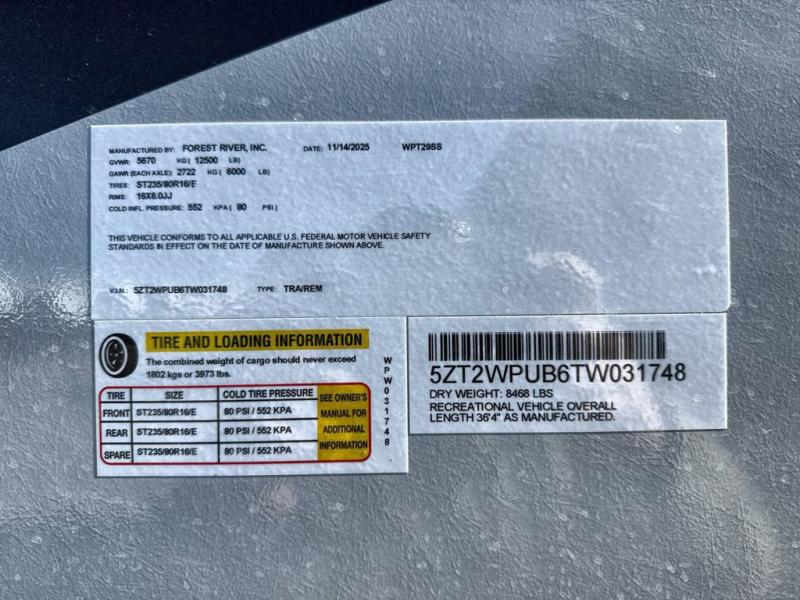 MANUFACTURED BY: FOREST RIVER, INC. DATE: 11/14/2025 WPT29SS
GVWR: 5670 KG ( 12500 LB)
GAWR (EACH AXLE): 2722 KG ( 6000 LB)
TIRES: ST235/80R16/E
RIMS: 16X6.0JJ
COLD INFL. PRESSURE: 552 KPA ( 80 PSI )
THIS VEHICLE CONFORMS TO ALL APPLICABLE U.S. FEDERAL MOTOR VEHICLE SAFETY
STANDARDS IN EFFECT ON THE DATE OF MANUFACTURE SHOWN ABOVE.
V.I.N.: 5ZT2WPUB6TW031748 TYPE: TRA/REM
TIRE AND LOADING INFORMATION
The combined weight of cargo should never exceed
1802 kgs or 3973 lbs.
TIRE SIZE COLD TIRE PRESSURE
FRONT ST235/80R16/E 80 PSI / 552 KPA
REAR ST235/80R16/E 80 PSI / 552 KPA
SPARE ST235/80R16/E 80 PSI / 552 KPA
SEE OWNER'S
MANUAL FOR
ADDITIONAL
INFORMATION
WPW031748
5ZT2WPUB6TW031748
DRY WEIGHT: 8468 LBS
RECREATIONAL VEHICLE OVERALL
LENGTH 36'4" AS MANUFACTURED.